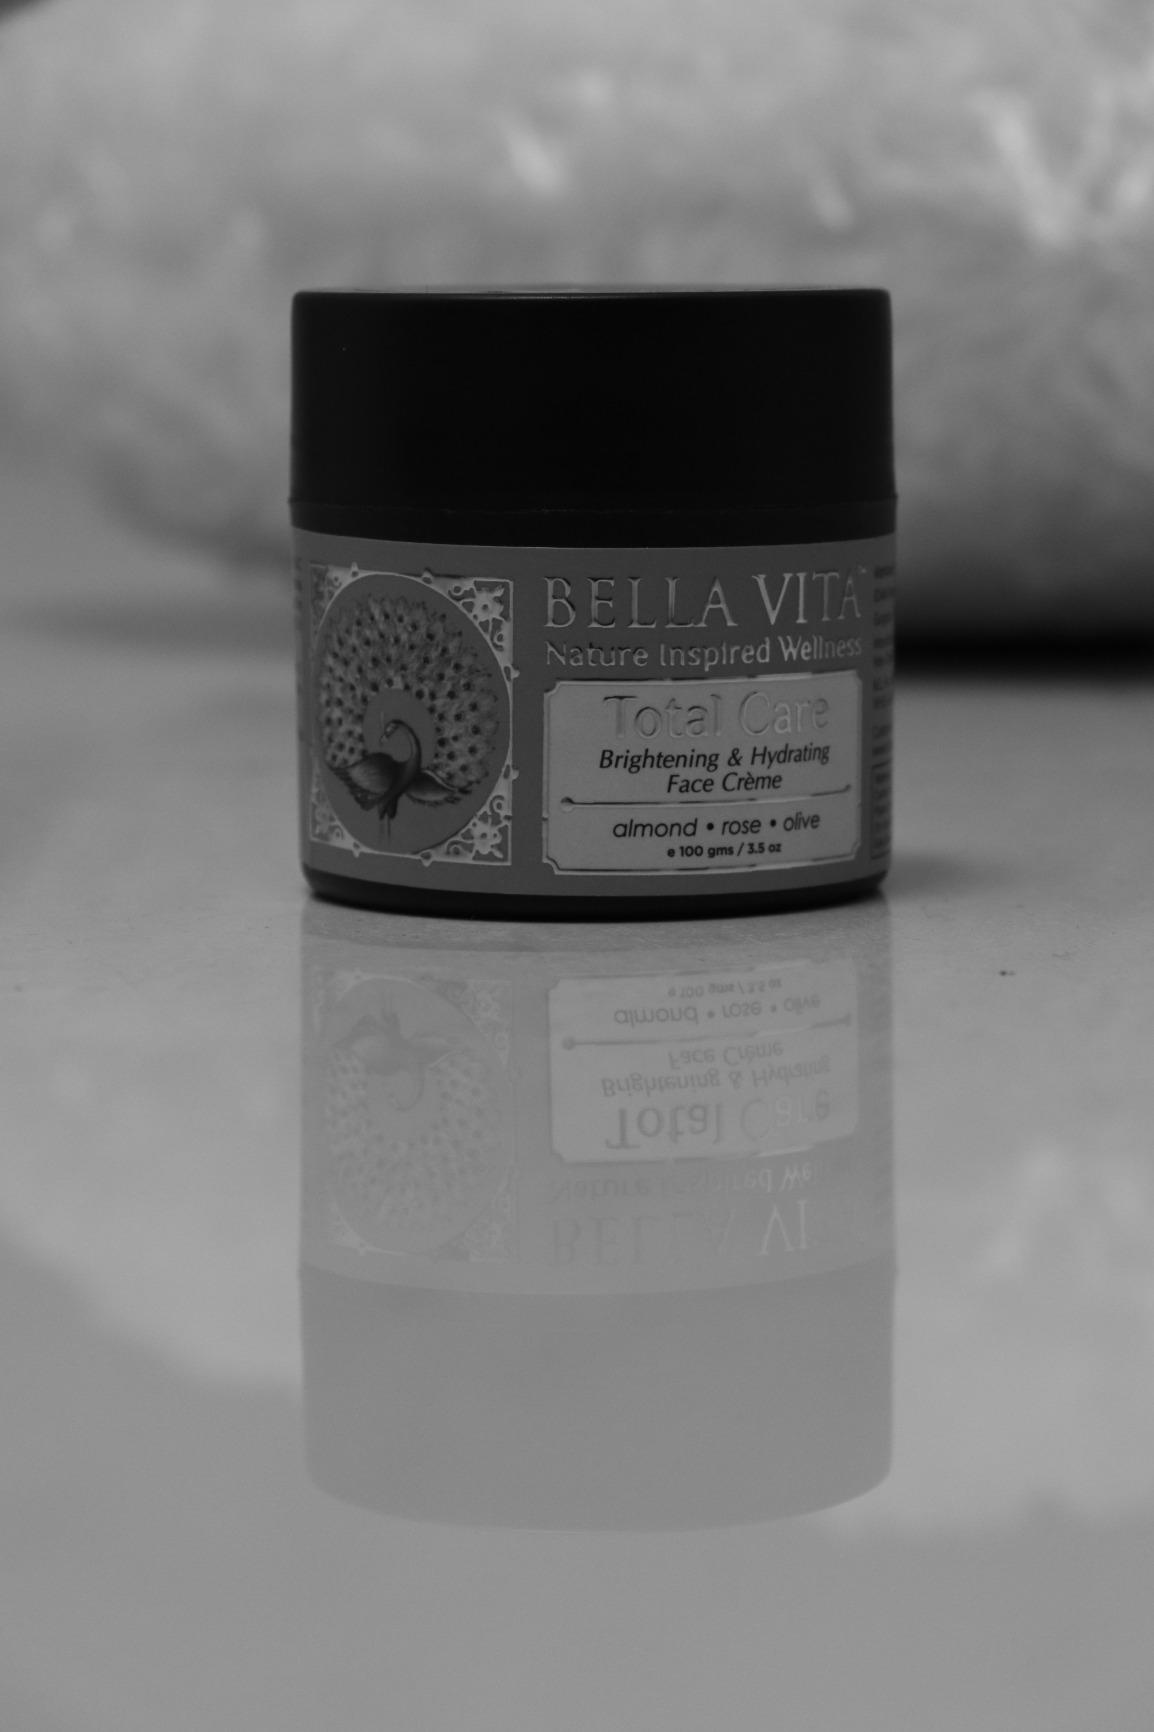 BELLA VITA™
Nature Inspired Wellness
Total Care
Brightening & Hydrating
Face Crème
almond • rose • olive
e 100 gms / 3.5 oz